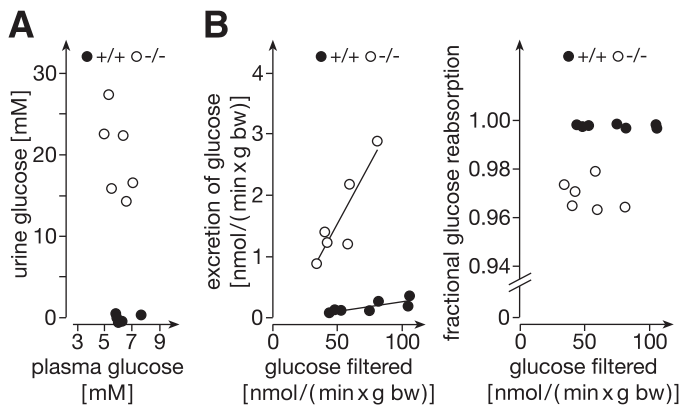 A
+/+ -/-
urine glucose [mM]
30
20
10
0
3 5 7 9
plasma glucose
[mM]
B
+/+ -/-
excretion of glucose
[nmol/(min x g bw)]
4
3
2
1
0
0 50 100
glucose filtered
[nmol/(min x g bw)]
+/+ -/-
fractional glucose reabsorption
1.00
0.98
0.96
0.94
0
0 50 100
glucose filtered
[nmol/(min x g bw)]